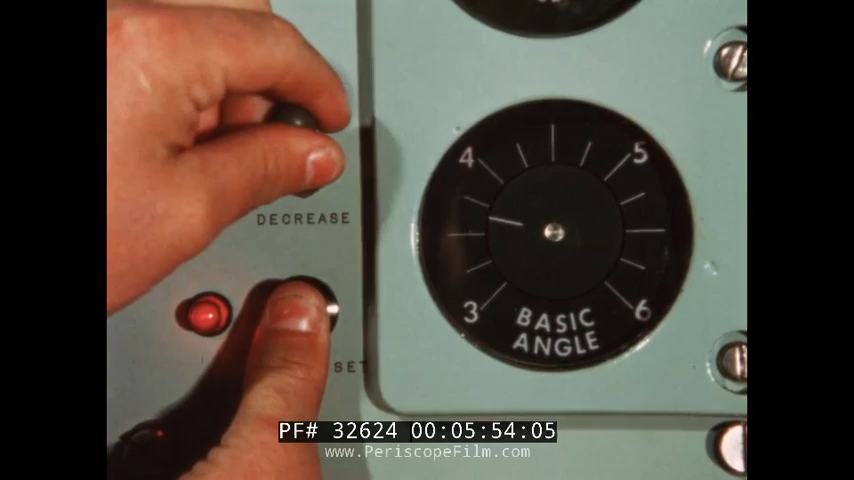 4 5
DECREASE
3 6
BASIC
ANGLE
SET
PF# 32624 00:05:54:05
www.PeriscopeFilm.com